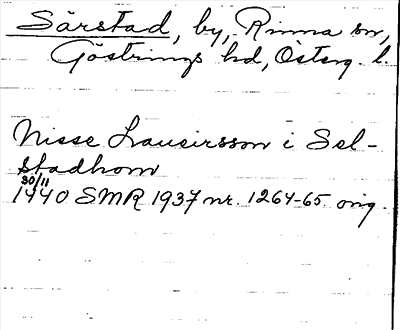 Särstad, by, Rinna sn,
Göstrings hd, Österg. l.
Nisse Laurirsson i Sel-
stadhom
30/11
1440 SMR 1937 nr. 1264-65. orig.